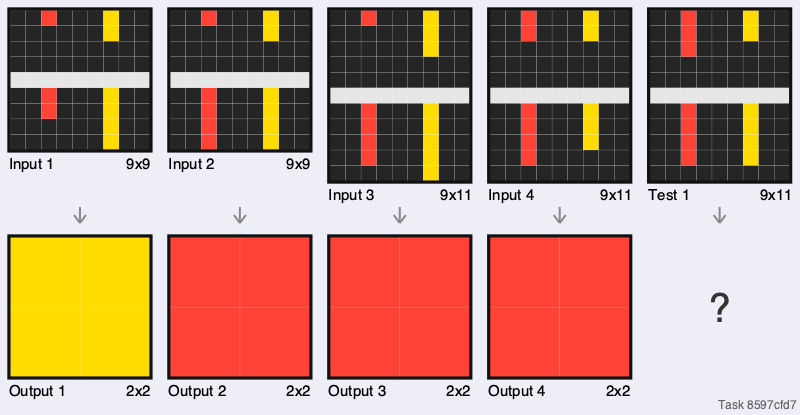 Input 1 9x9
Input 2 9x9
Input 3 9x11
Input 4 9x11
Test 1 9x11
?
Output 1 2x2
Output 2 2x2
Output 3 2x2
Output 4 2x2
Task 8597cfd7